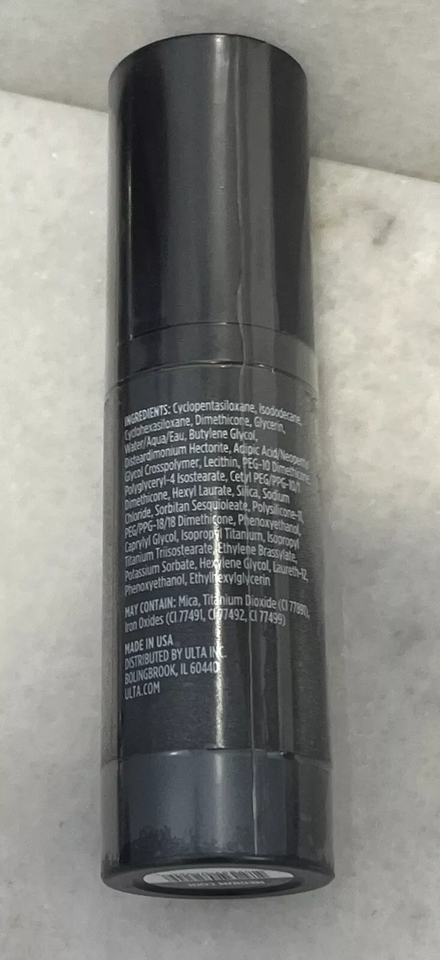 INGREDIENTS: Cyclopentasiloxane, Isododecane,
Cyclohexasiloxane, Dimethicone, Glycerin,
Water/Aqua/Eau, Butylene Glycol,
Disteardimonium Hectorite, Adipic Acid/Neopentyl
Glycol Crosspolymer, Lecithin, PEG-10 Dimethicone,
Polyglyceryl-4 Isostearate, Cetyl PEG/PPG-10/1
Dimethicone, Hexyl Laurate, Silica, Sodium
Chloride, Sorbitan Sesquioleate, Polysilicone-11,
PEG/PPG-18/18 Dimethicone, Phenoxyethanol,
Caprylyl Glycol, Isopropyl Titanium, Isopropyl
Titanium Triisostearate, Ethylene Brassylate,
Potassium Sorbate, Hexylene Glycol, Laureth-12,
Phenoxyethanol, Ethylhexylglycerin
MAY CONTAIN: Mica, Titanium Dioxide (CI 77891),
Iron Oxides (CI 77491, CI 77492, CI 77499)
MADE IN USA
DISTRIBUTED BY ULTA INC.
BOLINGBROOK, IL 60440
ULTA.COM